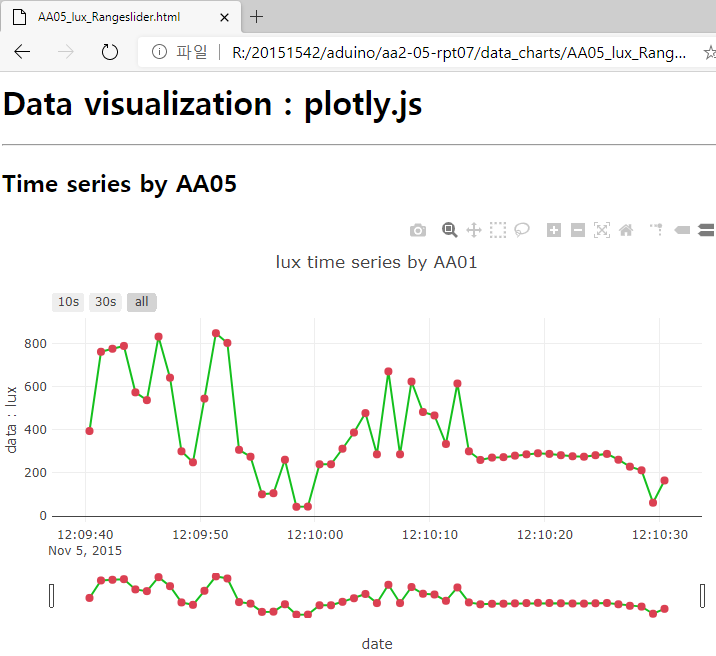 AA05_lux_Rangeslider.html
파일 R:/20151542/aduino/aa2-05-rpt07/data_charts/AA05_lux_Rang...
Data visualization : plotly.js
Time series by AA05
lux time series by AA01
10s 30s all
800
600
400
200
0
data : lux
12:09:40 12:09:50 12:10:00 12:10:10 12:10:20 12:10:30
Nov 5, 2015
date